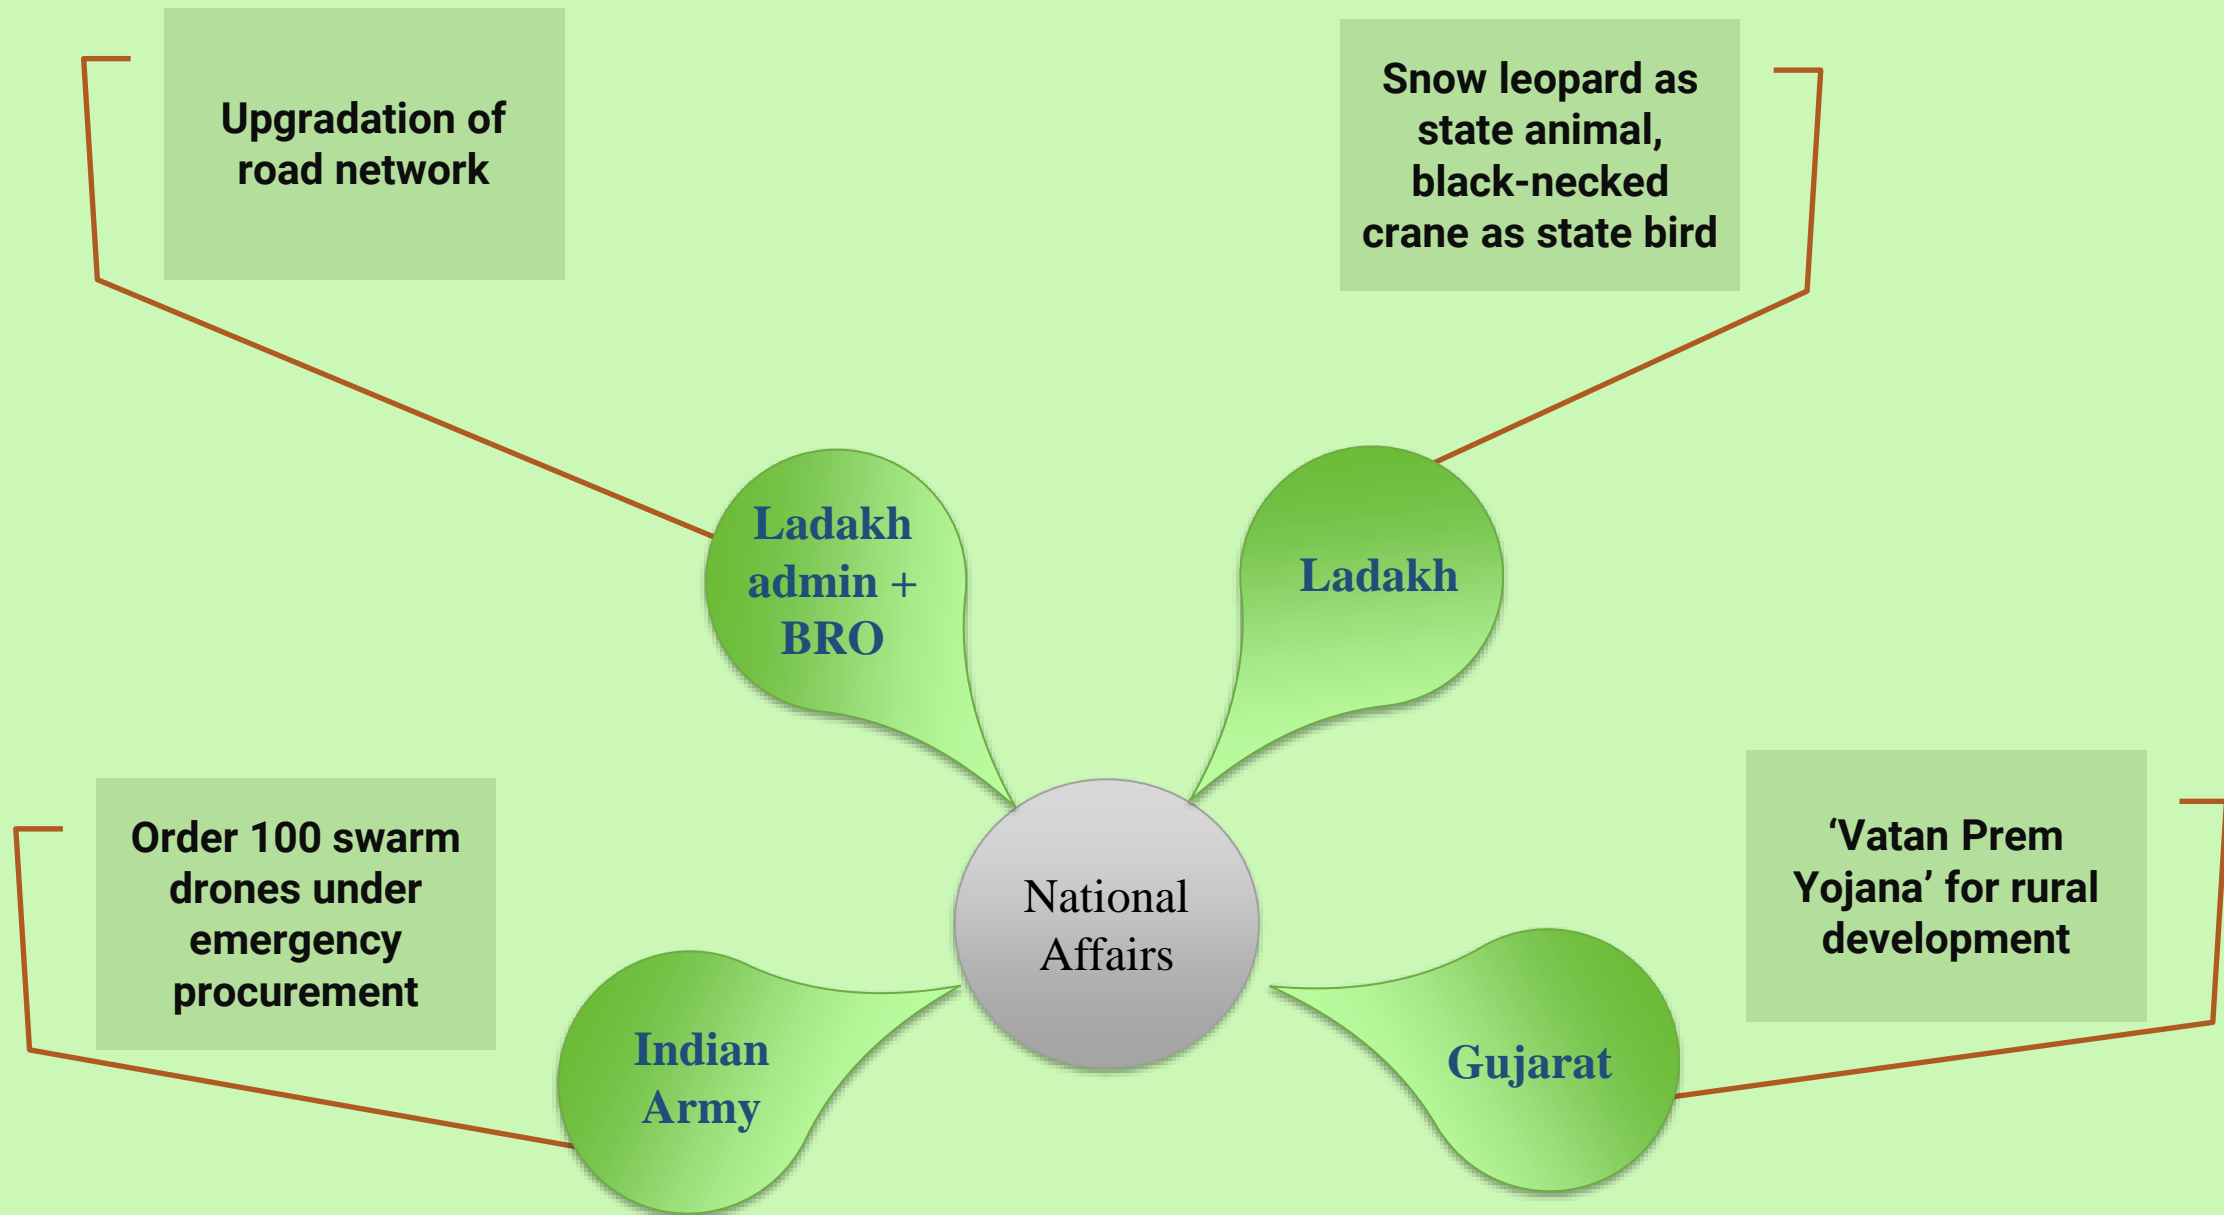 Upgradation of
road network
Snow leopard as
state animal,
black-necked
crane as state bird
Ladakh
admin +
BRO
Ladakh
Order 100 swarm
drones under
emergency
procurement
National
Affairs
‘Vatan Prem
Yojana’ for rural
development
Indian
Army
Gujarat